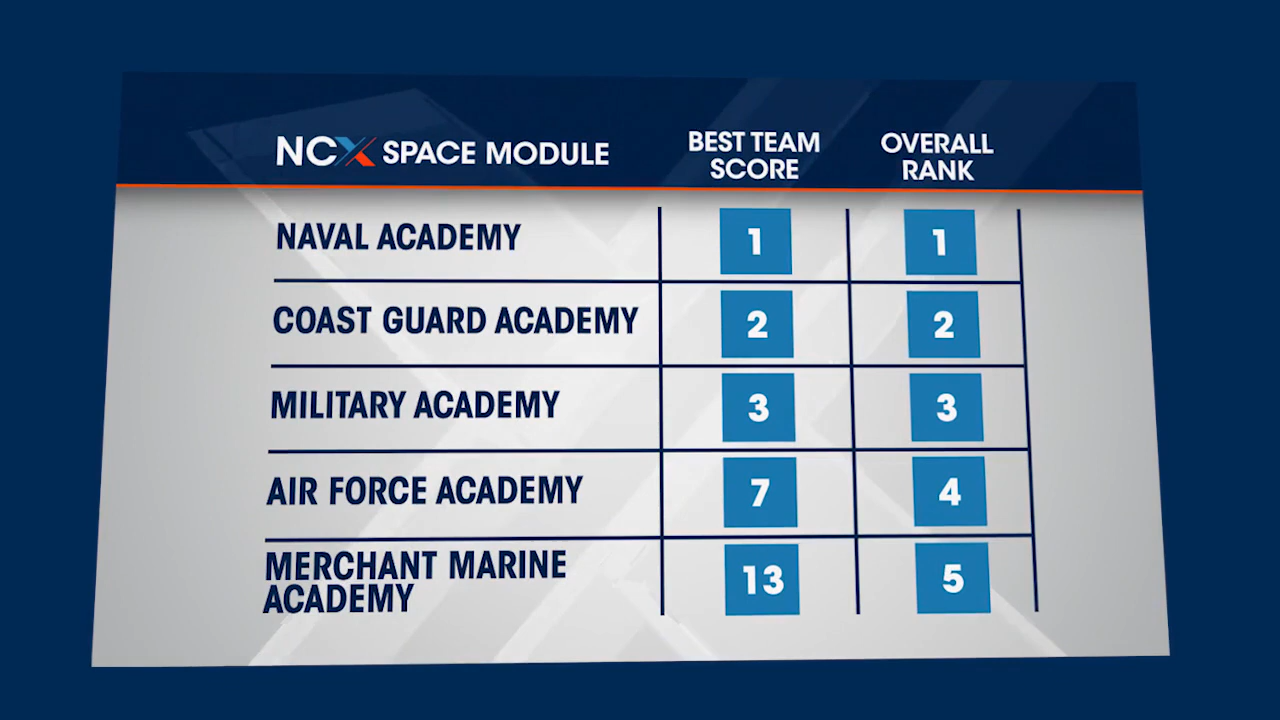 NCX SPACE MODULE
BEST TEAM
SCORE
OVERALL
RANK
NAVAL ACADEMY 1 1
COAST GUARD ACADEMY 2 2
MILITARY ACADEMY 3 3
AIR FORCE ACADEMY 7 4
MERCHANT MARINE
ACADEMY 13 5